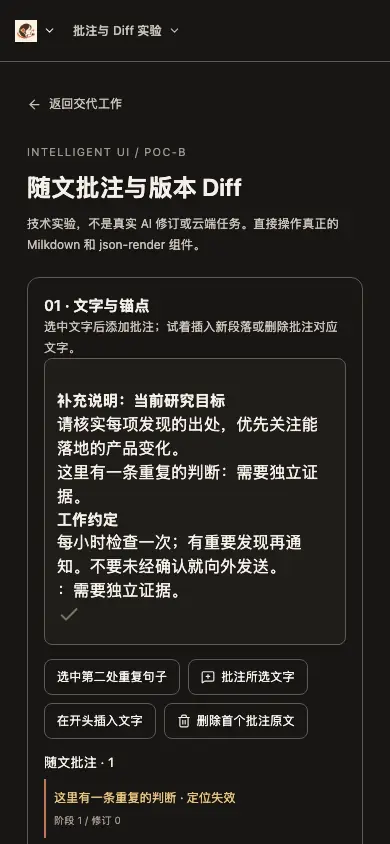 批注与 Diff 实验
返回交代工作
INTELLIGENT UI / POC-B
随文批注与版本 Diff
技术实验，不是真实 AI 修订或云端任务。直接操作真正的
Milkdown 和 json-render 组件。
01 · 文字与锚点
选中文字后添加批注；试着插入新段落或删除批注对应
文字。
补充说明：当前研究目标
请核实每项发现的出处，优先关注能
落地的产品变化。
这里有一条重复的判断：需要独立证
据。
工作约定
每小时检查一次；有重要发现再通
知。不要未经确认就向外发送。
：需要独立证据。
选中第二处重复句子
批注所选文字
在开头插入文字
删除首个批注原文
随文批注 · 1
这里有一条重复的判断 · 定位失效
阶段 1 / 修订 0